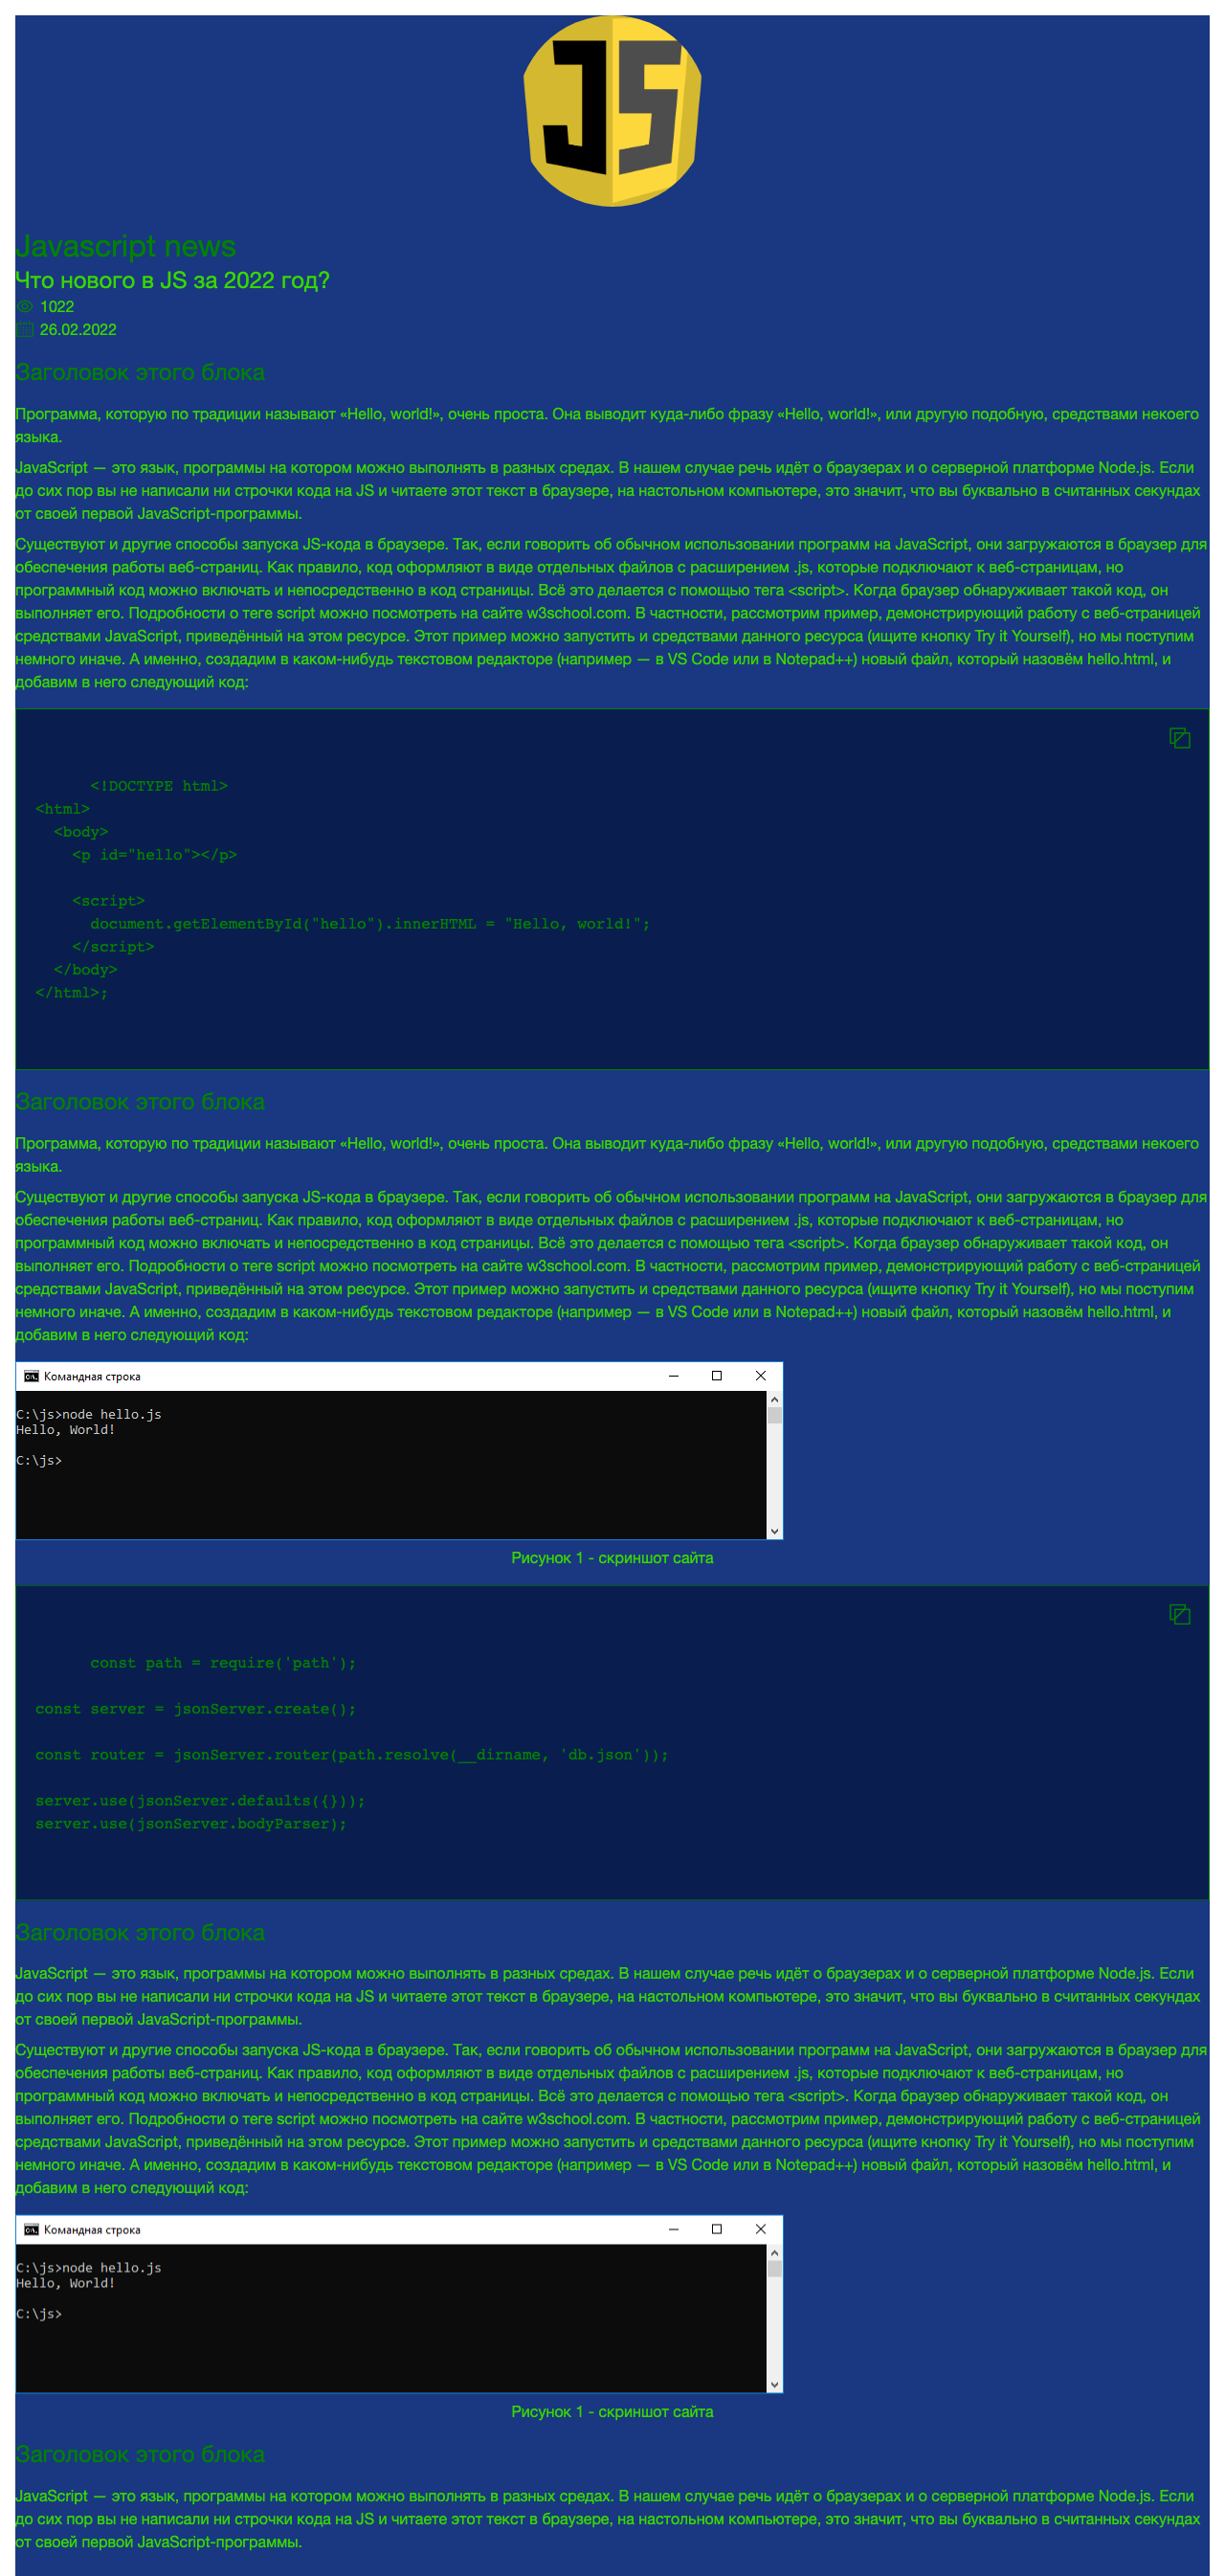 JS
Javascript news
Что нового в JS за 2022 год?
1022
26.02.2022
Заголовок этого блока
Программа, которую по традиции называют «Hello, world!», очень проста. Она выводит куда-либо фразу «Hello, world!», или другую подобную, средствами некоего
языка.
JavaScript — это язык, программы на котором можно выполнять в разных средах. В нашем случае речь идёт о браузерах и о серверной платформе Node.js. Если
до сих пор вы не написали ни строчки кода на JS и читаете этот текст в браузере, на настольном компьютере, это значит, что вы буквально в считанных секундах
от своей первой JavaScript-программы.
Существуют и другие способы запуска JS-кода в браузере. Так, если говорить об обычном использовании программ на JavaScript, они загружаются в браузер для
обеспечения работы веб-страниц. Как правило, код оформляют в виде отдельных файлов с расширением .js, которые подключают к веб-страницам, но
программный код можно включать и непосредственно в код страницы. Всё это делается с помощью тега <script>. Когда браузер обнаруживает такой код, он
выполняет его. Подробности о теге script можно посмотреть на сайте w3school.com. В частности, рассмотрим пример, демонстрирующий работу с веб-страницей
средствами JavaScript, приведённый на этом ресурсе. Этот пример можно запустить и средствами данного ресурса (ищите кнопку Try it Yourself), но мы поступим
немного иначе. А именно, создадим в каком-нибудь текстовом редакторе (например — в VS Code или в Notepad++) новый файл, который назовём hello.html, и
добавим в него следующий код:
<!DOCTYPE html>
<html>
<body>
<p id="hello"></p>
<script>
document.getElementById("hello").innerHTML = "Hello, world!";
</script>
</body>
</html>;
Заголовок этого блока
Программа, которую по традиции называют «Hello, world!», очень проста. Она выводит куда-либо фразу «Hello, world!», или другую подобную, средствами некоего
языка.
Существуют и другие способы запуска JS-кода в браузере. Так, если говорить об обычном использовании программ на JavaScript, они загружаются в браузер для
обеспечения работы веб-страниц. Как правило, код оформляют в виде отдельных файлов с расширением .js, которые подключают к веб-страницам, но
программный код можно включать и непосредственно в код страницы. Всё это делается с помощью тега <script>. Когда браузер обнаруживает такой код, он
выполняет его. Подробности о теге script можно посмотреть на сайте w3school.com. В частности, рассмотрим пример, демонстрирующий работу с веб-страницей
средствами JavaScript, приведённый на этом ресурсе. Этот пример можно запустить и средствами данного ресурса (ищите кнопку Try it Yourself), но мы поступим
немного иначе. А именно, создадим в каком-нибудь текстовом редакторе (например — в VS Code или в Notepad++) новый файл, который назовём hello.html, и
добавим в него следующий код:
Командная строка
C:\js>node hello.js
Hello, World!
C:\js>
Рисунок 1 - скриншот сайта
const path = require('path');
const server = jsonServer.create();
const router = jsonServer.router(path.resolve(__dirname, 'db.json'));
server.use(jsonServer.defaults({}));
server.use(jsonServer.bodyParser);
Заголовок этого блока
JavaScript — это язык, программы на котором можно выполнять в разных средах. В нашем случае речь идёт о браузерах и о серверной платформе Node.js. Если
до сих пор вы не написали ни строчки кода на JS и читаете этот текст в браузере, на настольном компьютере, это значит, что вы буквально в считанных секундах
от своей первой JavaScript-программы.
Существуют и другие способы запуска JS-кода в браузере. Так, если говорить об обычном использовании программ на JavaScript, они загружаются в браузер для
обеспечения работы веб-страниц. Как правило, код оформляют в виде отдельных файлов с расширением .js, которые подключают к веб-страницам, но
программный код можно включать и непосредственно в код страницы. Всё это делается с помощью тега <script>. Когда браузер обнаруживает такой код, он
выполняет его. Подробности о теге script можно посмотреть на сайте w3school.com. В частности, рассмотрим пример, демонстрирующий работу с веб-страницей
средствами JavaScript, приведённый на этом ресурсе. Этот пример можно запустить и средствами данного ресурса (ищите кнопку Try it Yourself), но мы поступим
немного иначе. А именно, создадим в каком-нибудь текстовом редакторе (например — в VS Code или в Notepad++) новый файл, который назовём hello.html, и
добавим в него следующий код:
Командная строка
C:\js>node hello.js
Hello, World!
C:\js>
Рисунок 1 - скриншот сайта
Заголовок этого блока
JavaScript — это язык, программы на котором можно выполнять в разных средах. В нашем случае речь идёт о браузерах и о серверной платформе Node.js. Если
до сих пор вы не написали ни строчки кода на JS и читаете этот текст в браузере, на настольном компьютере, это значит, что вы буквально в считанных секундах
от своей первой JavaScript-программы.